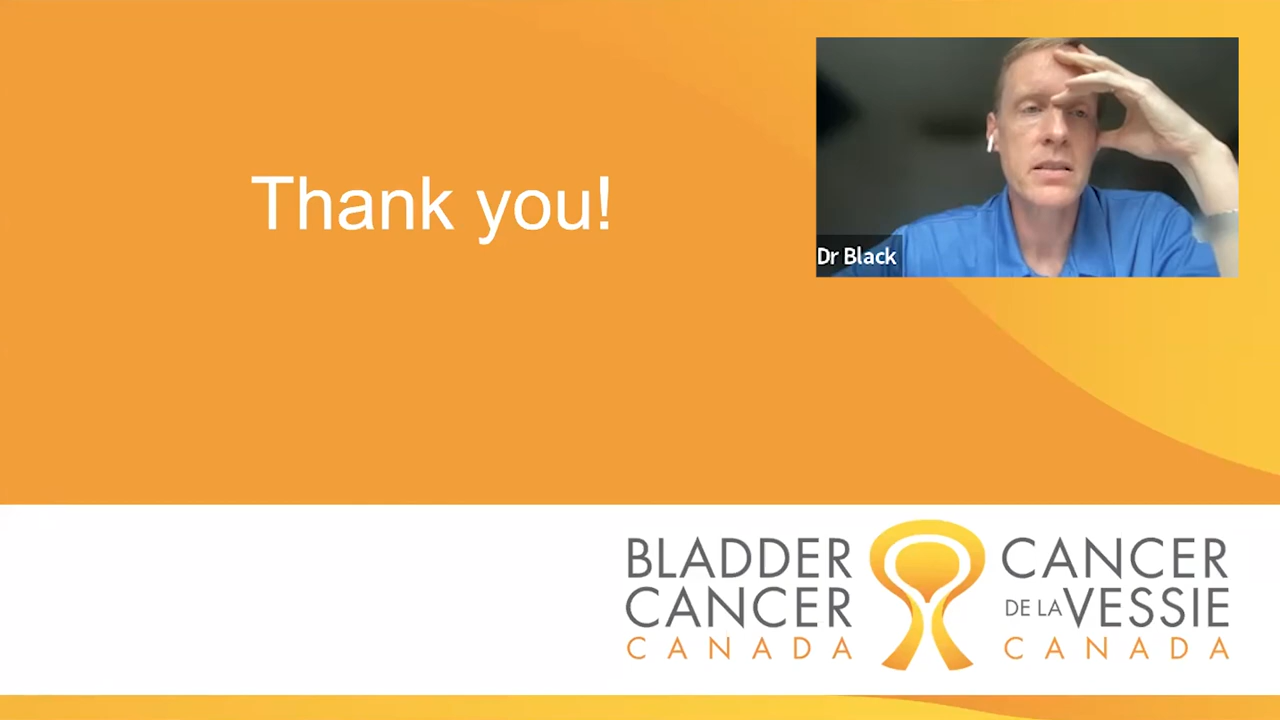 Thank you!
Dr Black
BLADDER
CANCER
CANADA
CANCER
DE LA VESSIE
CANADA